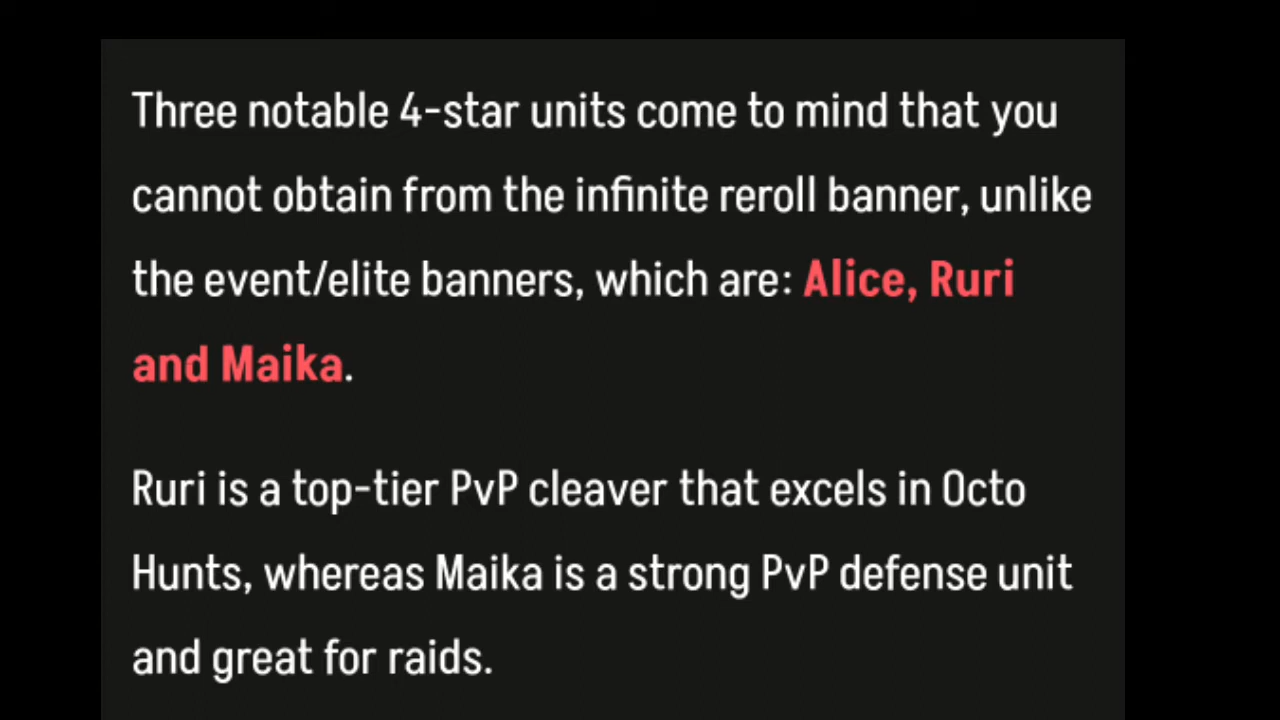 Three notable 4-star units come to mind that you
cannot obtain from the infinite reroll banner, unlike
the event/elite banners, which are: Alice, Ruri
and Maika.
Ruri is a top-tier PvP cleaver that excels in Octo
Hunts, whereas Maika is a strong PvP defense unit
and great for raids.